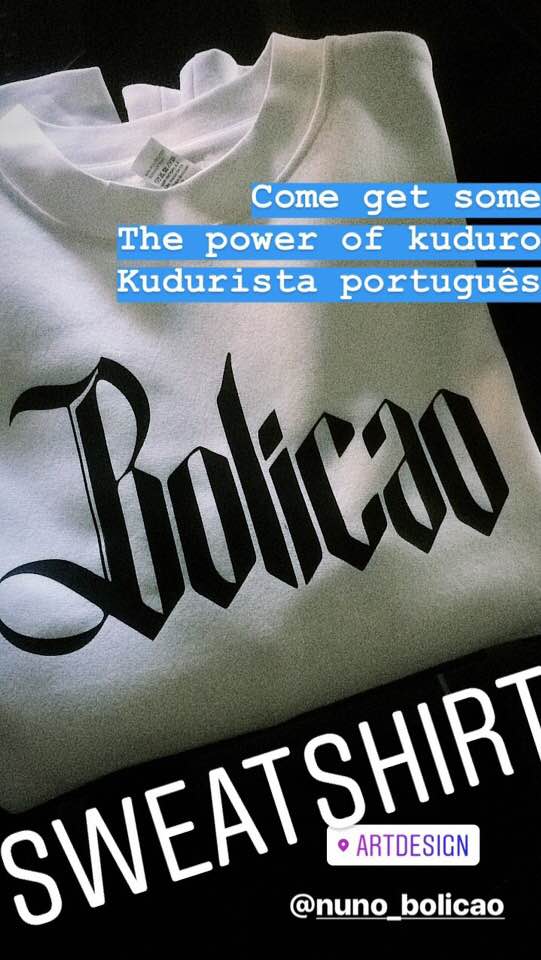 Come get some
The power of kuduro
Kudurista português
Bolicao
SWEATSHIRT
ARTDESIGN
@nuno_bolicao